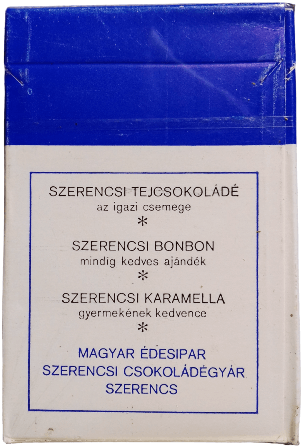 SZERENCSI TEJCSOKOLÁDÉ
az igazi csemege
*
SZERENCSI BONBON
mindig kedves ajándék
*
SZERENCSI KARAMELLA
gyermekének kedvence
*
MAGYAR ÉDESIPAR
SZERENCSI CSOKOLÁDÉGYÁR
SZERENCS